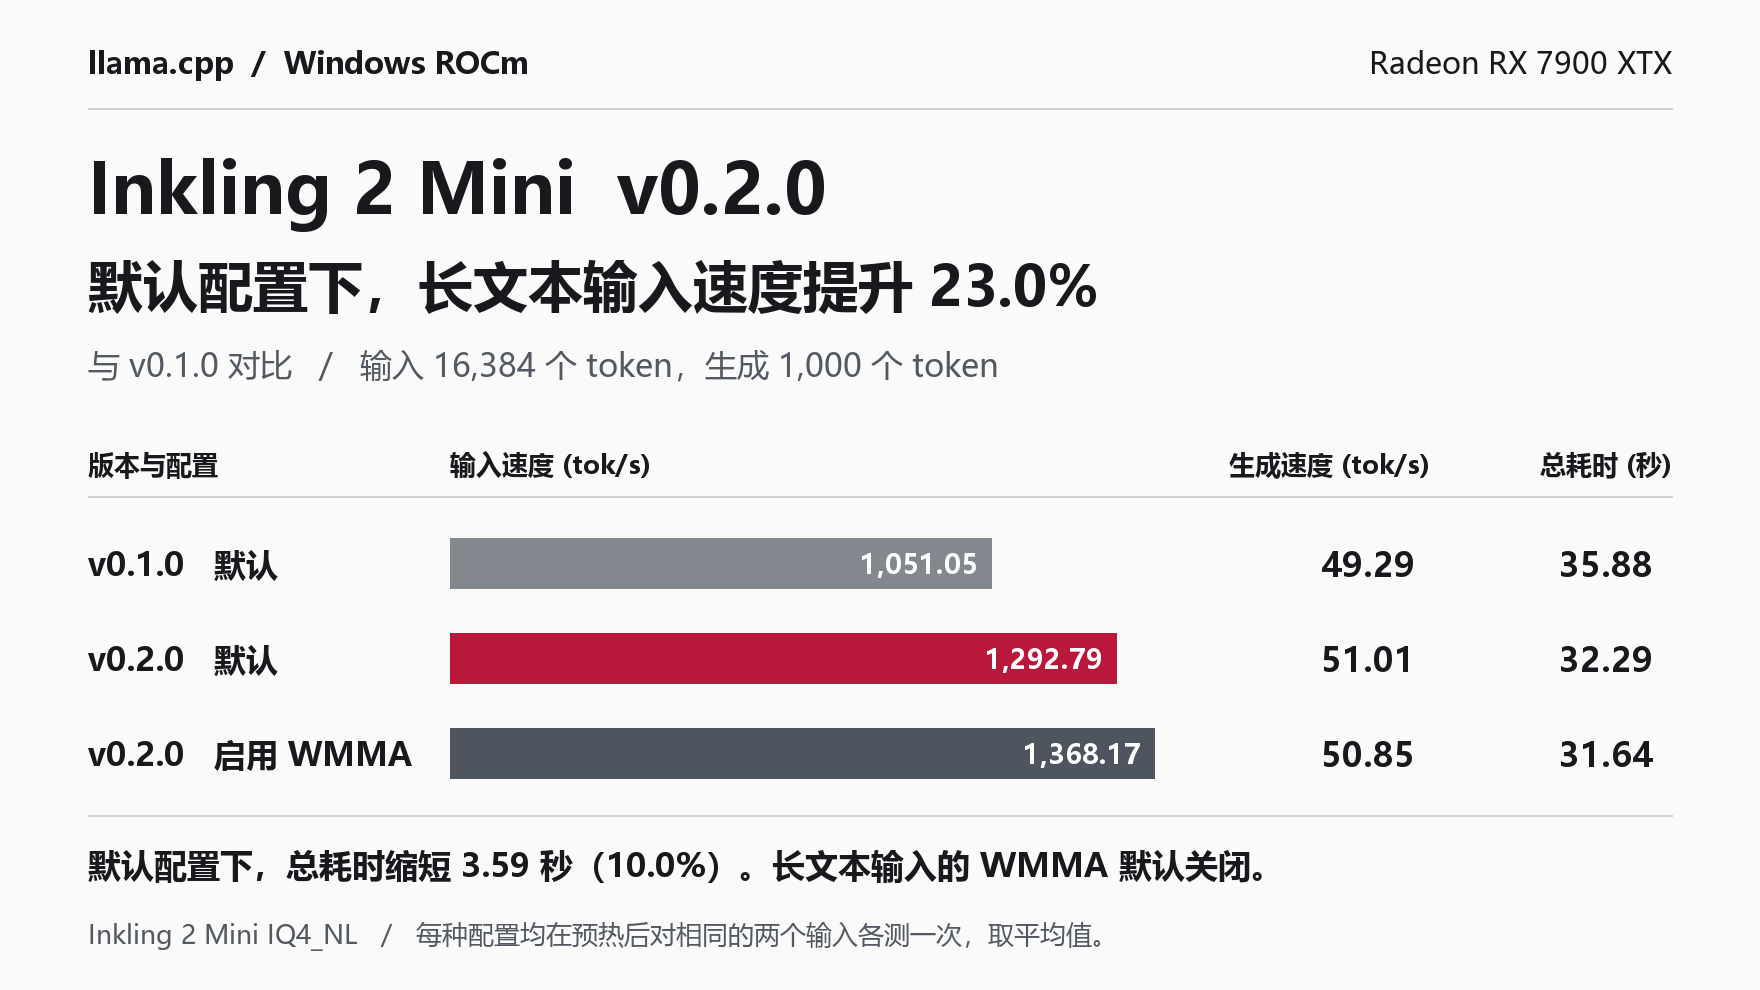 llama.cpp / Windows ROCm
Radeon RX 7900 XTX
Inkling 2 Mini v0.2.0
默认配置下，长文本输入速度提升 23.0%
与 v0.1.0 对比 / 输入 16,384 个 token，生成 1,000 个 token
版本与配置 输入速度 (tok/s) 生成速度 (tok/s) 总耗时 (秒)
v0.1.0 默认 1,051.05 49.29 35.88
v0.2.0 默认 1,292.79 51.01 32.29
v0.2.0 启用 WMMA 1,368.17 50.85 31.64
默认配置下，总耗时缩短 3.59 秒（10.0%）。长文本输入的 WMMA 默认关闭。
Inkling 2 Mini IQ4_NL / 每种配置均在预热后对相同的两个输入各测一次，取平均值。